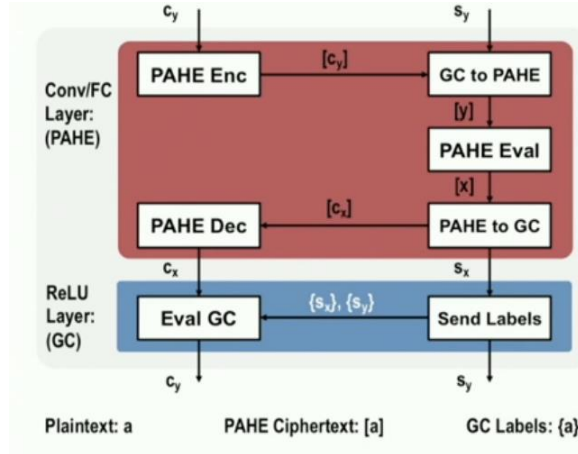 c_y s_y
PAHE Enc [c_y] GC to PAHE
Conv/FC
Layer:
(PAHE)
[y]
PAHE Eval
[x]
PAHE Dec [c_x] PAHE to GC
c_x s_x
ReLU
Layer:
(GC)
Eval GC {s_x}, {s_y} Send Labels
c_y s_y
Plaintext: a PAHE Ciphertext: [a] GC Labels: {a}